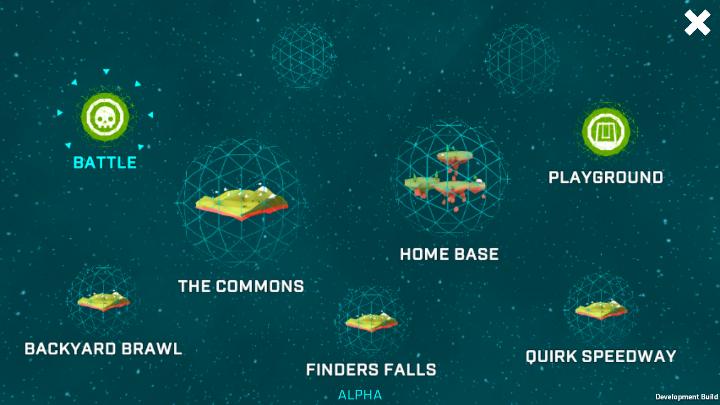 BATTLE
PLAYGROUND
HOME BASE
THE COMMONS
BACKYARD BRAWL
QUIRK SPEEDWAY
FINDERS FALLS
ALPHA
Development Build